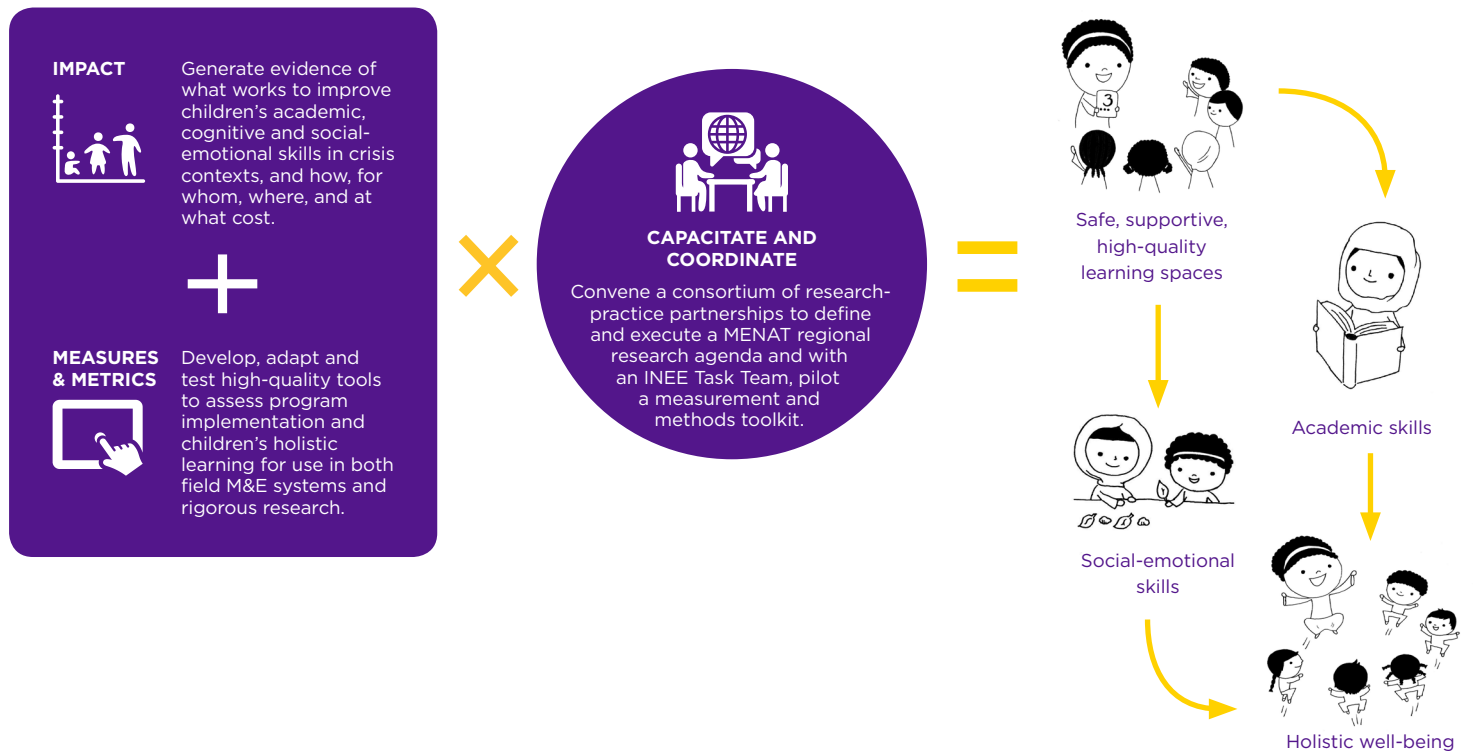 IMPACT
Generate evidence of
what works to improve
children's academic,
cognitive and social-
emotional skills in crisis
contexts, and how, for
whom, where, and at
what cost.
+
MEASURES
& METRICS
Develop, adapt and
test high-quality tools
to assess program
implementation and
children's holistic
learning for use in both
field M&E systems and
rigorous research.
×
CAPACITATE AND
COORDINATE
Convene a consortium of research-
practice partnerships to define
and execute a MENAT regional
research agenda and with
an INEE Task Team, pilot
a measurement and
methods toolkit.
=
3
Safe, supportive,
high-quality
learning spaces
Academic skills
Social-emotional
skills
Holistic well-being